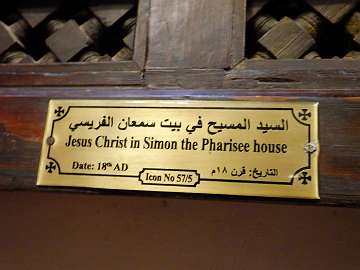 السيد المسيح في بيت سمعان الفريسي
Jesus Christ in Simon the Pharisee house
Date: 18th AD
التاريخ: قرن ١٨م
Icon No 57/5